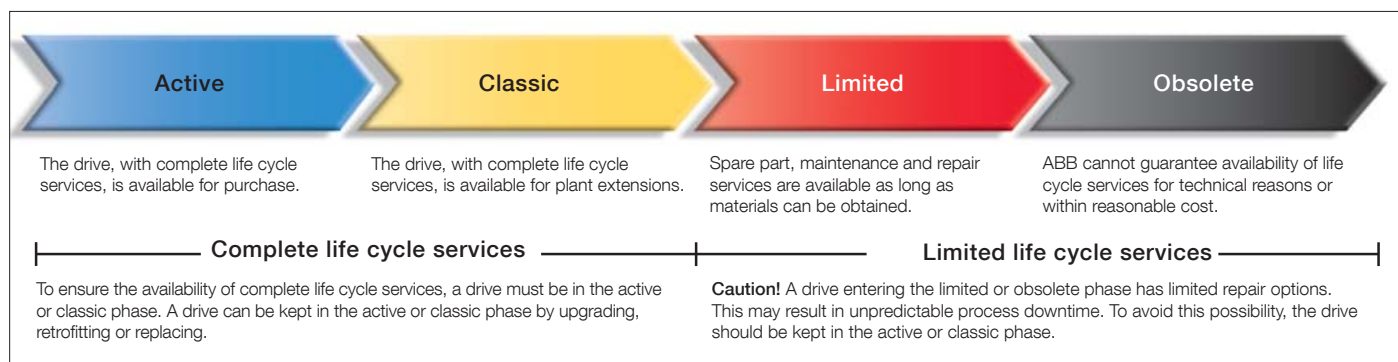 Active
Classic
Limited
Obsolete
The drive, with complete life cycle
services, is available for purchase.
The drive, with complete life cycle
services, is available for plant extensions.
Spare part, maintenance and repair
services are available as long as
materials can be obtained.
ABB cannot guarantee availability of life
cycle services for technical reasons or
within reasonable cost.
Complete life cycle services
Limited life cycle services
To ensure the availability of complete life cycle services, a drive must be in the active
or classic phase. A drive can be kept in the active or classic phase by upgrading,
retrofitting or replacing.
Caution! A drive entering the limited or obsolete phase has limited repair options.
This may result in unpredictable process downtime. To avoid this possibility, the drive
should be kept in the active or classic phase.